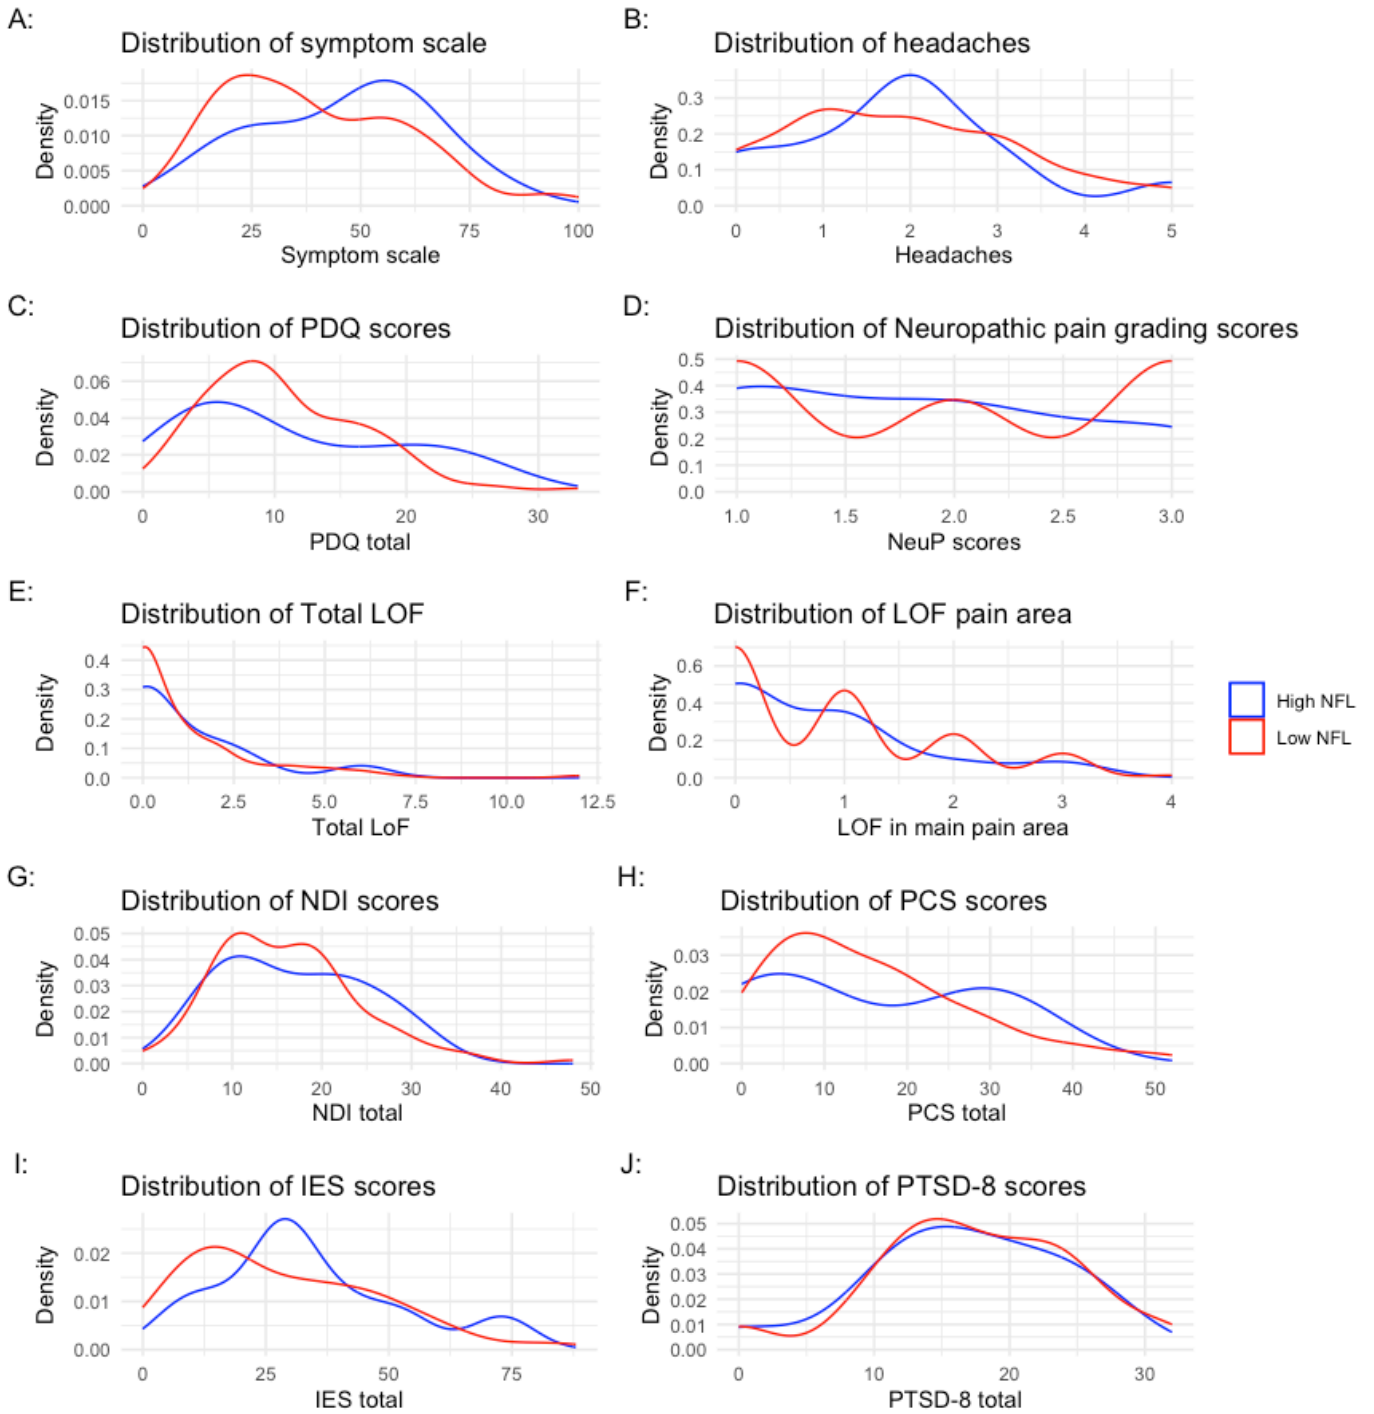 A:
Distribution of symptom scale
Density
0.015
0.010
0.005
0.000
0 25 50 75 100
Symptom scale
B:
Distribution of headaches
Density
0.3
0.2
0.1
0.0
0 1 2 3 4 5
Headaches
C:
Distribution of PDQ scores
Density
0.06
0.04
0.02
0.00
0 10 20 30
PDQ total
D:
Distribution of Neuropathic pain grading scores
Density
0.5
0.4
0.3
0.2
0.1
0.0
1.0 1.5 2.0 2.5 3.0
NeuP scores
E:
Distribution of Total LOF
Density
0.4
0.3
0.2
0.1
0.0
0.0 2.5 5.0 7.5 10.0 12.5
Total LoF
F:
Distribution of LOF pain area
Density
0.6
0.4
0.2
0.0
0 1 2 3 4
LOF in main pain area
High NFL
Low NFL
G:
Distribution of NDI scores
Density
0.05
0.04
0.03
0.02
0.01
0.00
0 10 20 30 40 50
NDI total
H:
Distribution of PCS scores
Density
0.03
0.02
0.01
0.00
0 10 20 30 40 50
PCS total
I:
Distribution of IES scores
Density
0.02
0.01
0.00
0 25 50 75
IES total
J:
Distribution of PTSD-8 scores
Density
0.05
0.04
0.03
0.02
0.01
0.00
0 10 20 30
PTSD-8 total